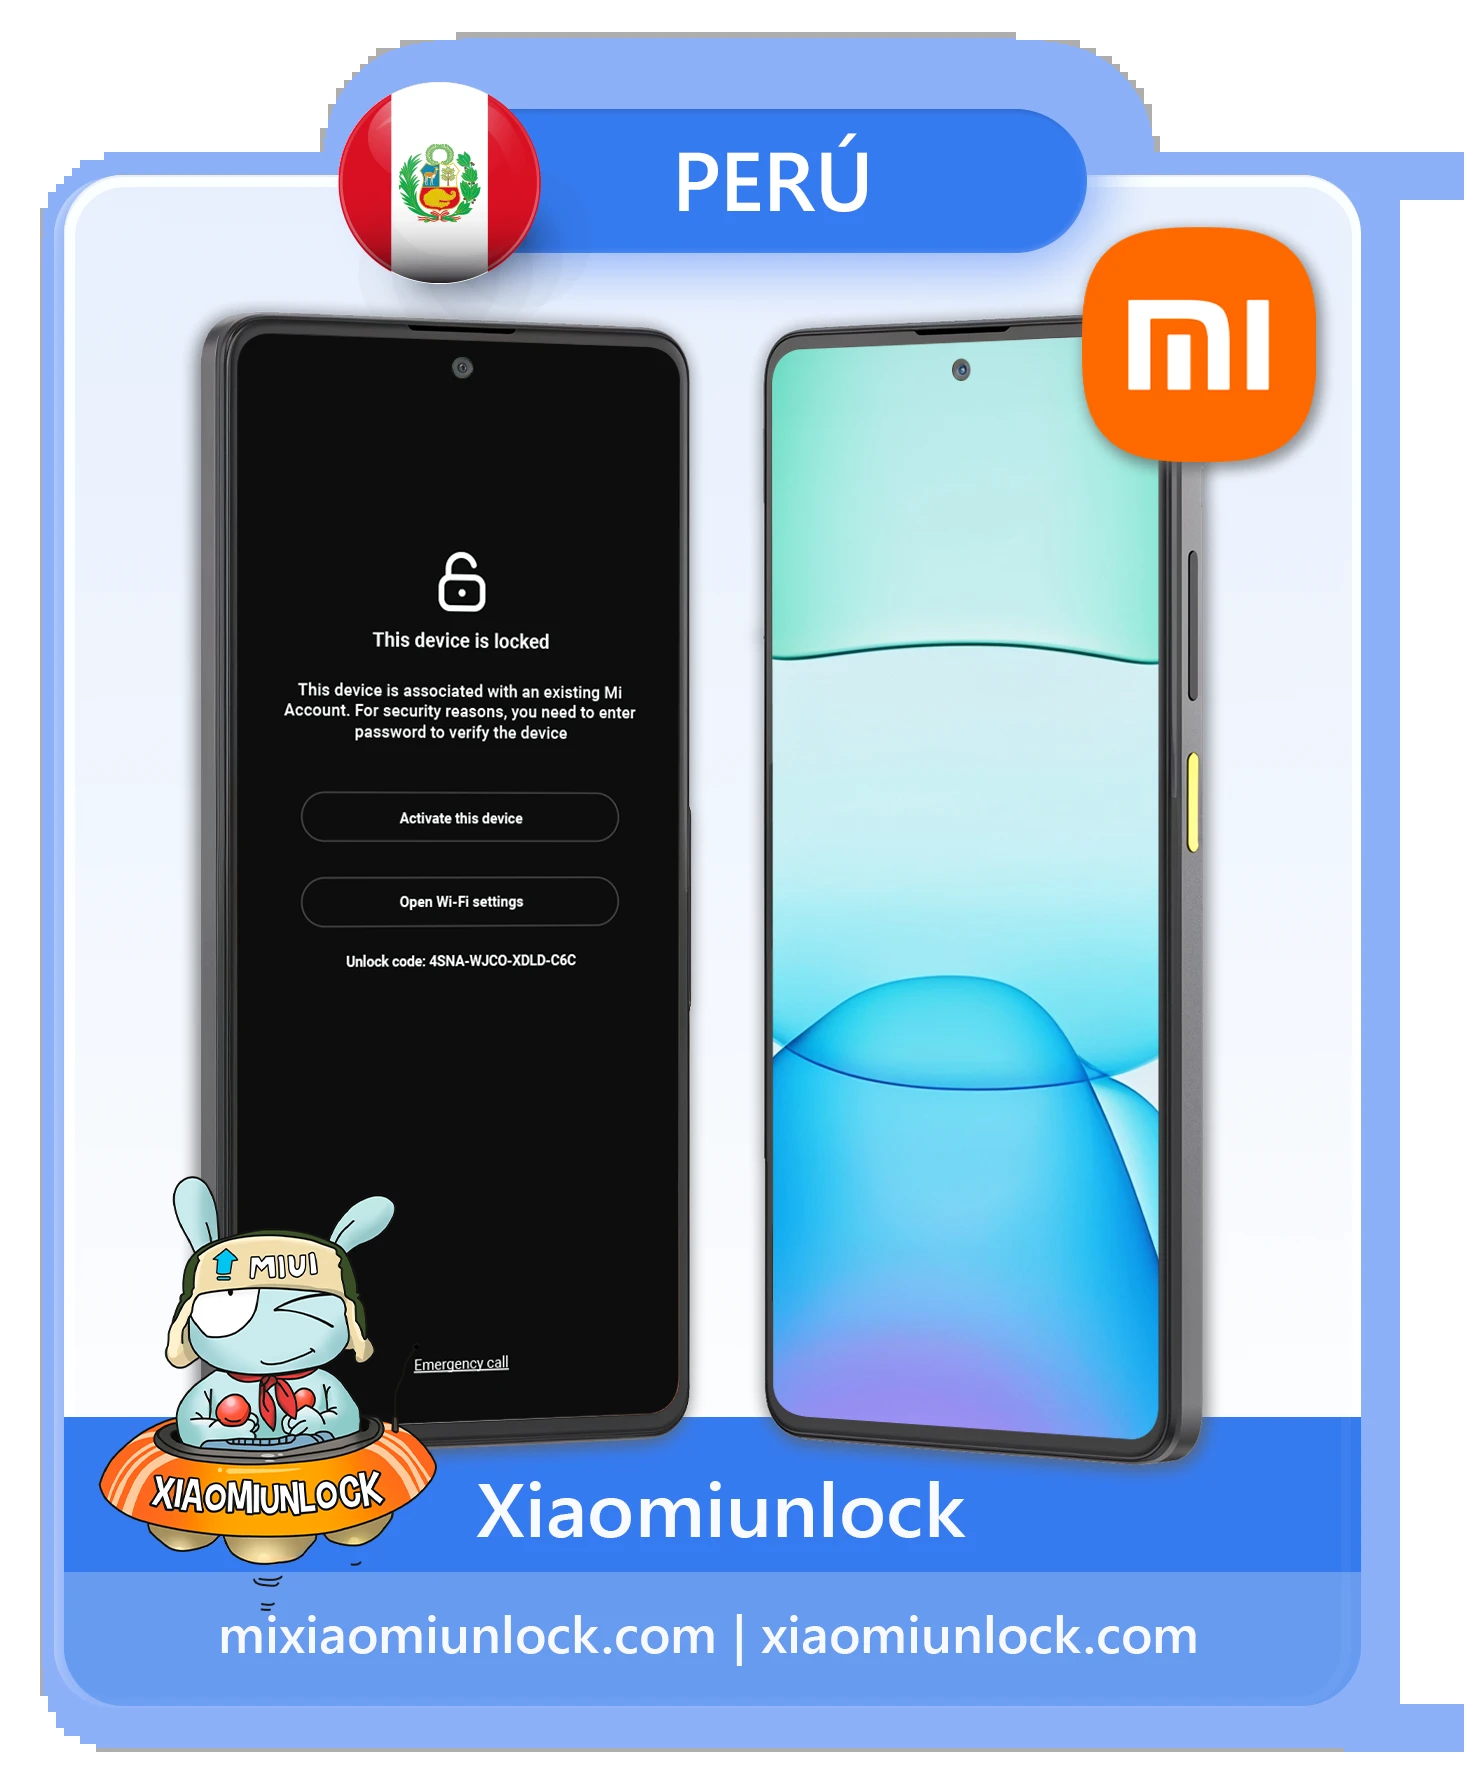 PERÚ
mi
This device is locked
This device is associated with an existing Mi
Account. For security reasons, you need to enter
password to verify the device
Activate this device
Open Wi-Fi settings
Unlock code: 4SNA-WJCO-XDLD-C6C
Emergency call
MIUI
XIAOMIUNLOCK
Xiaomiunlock
mixiaomiunlock.com | xiaomiunlock.com